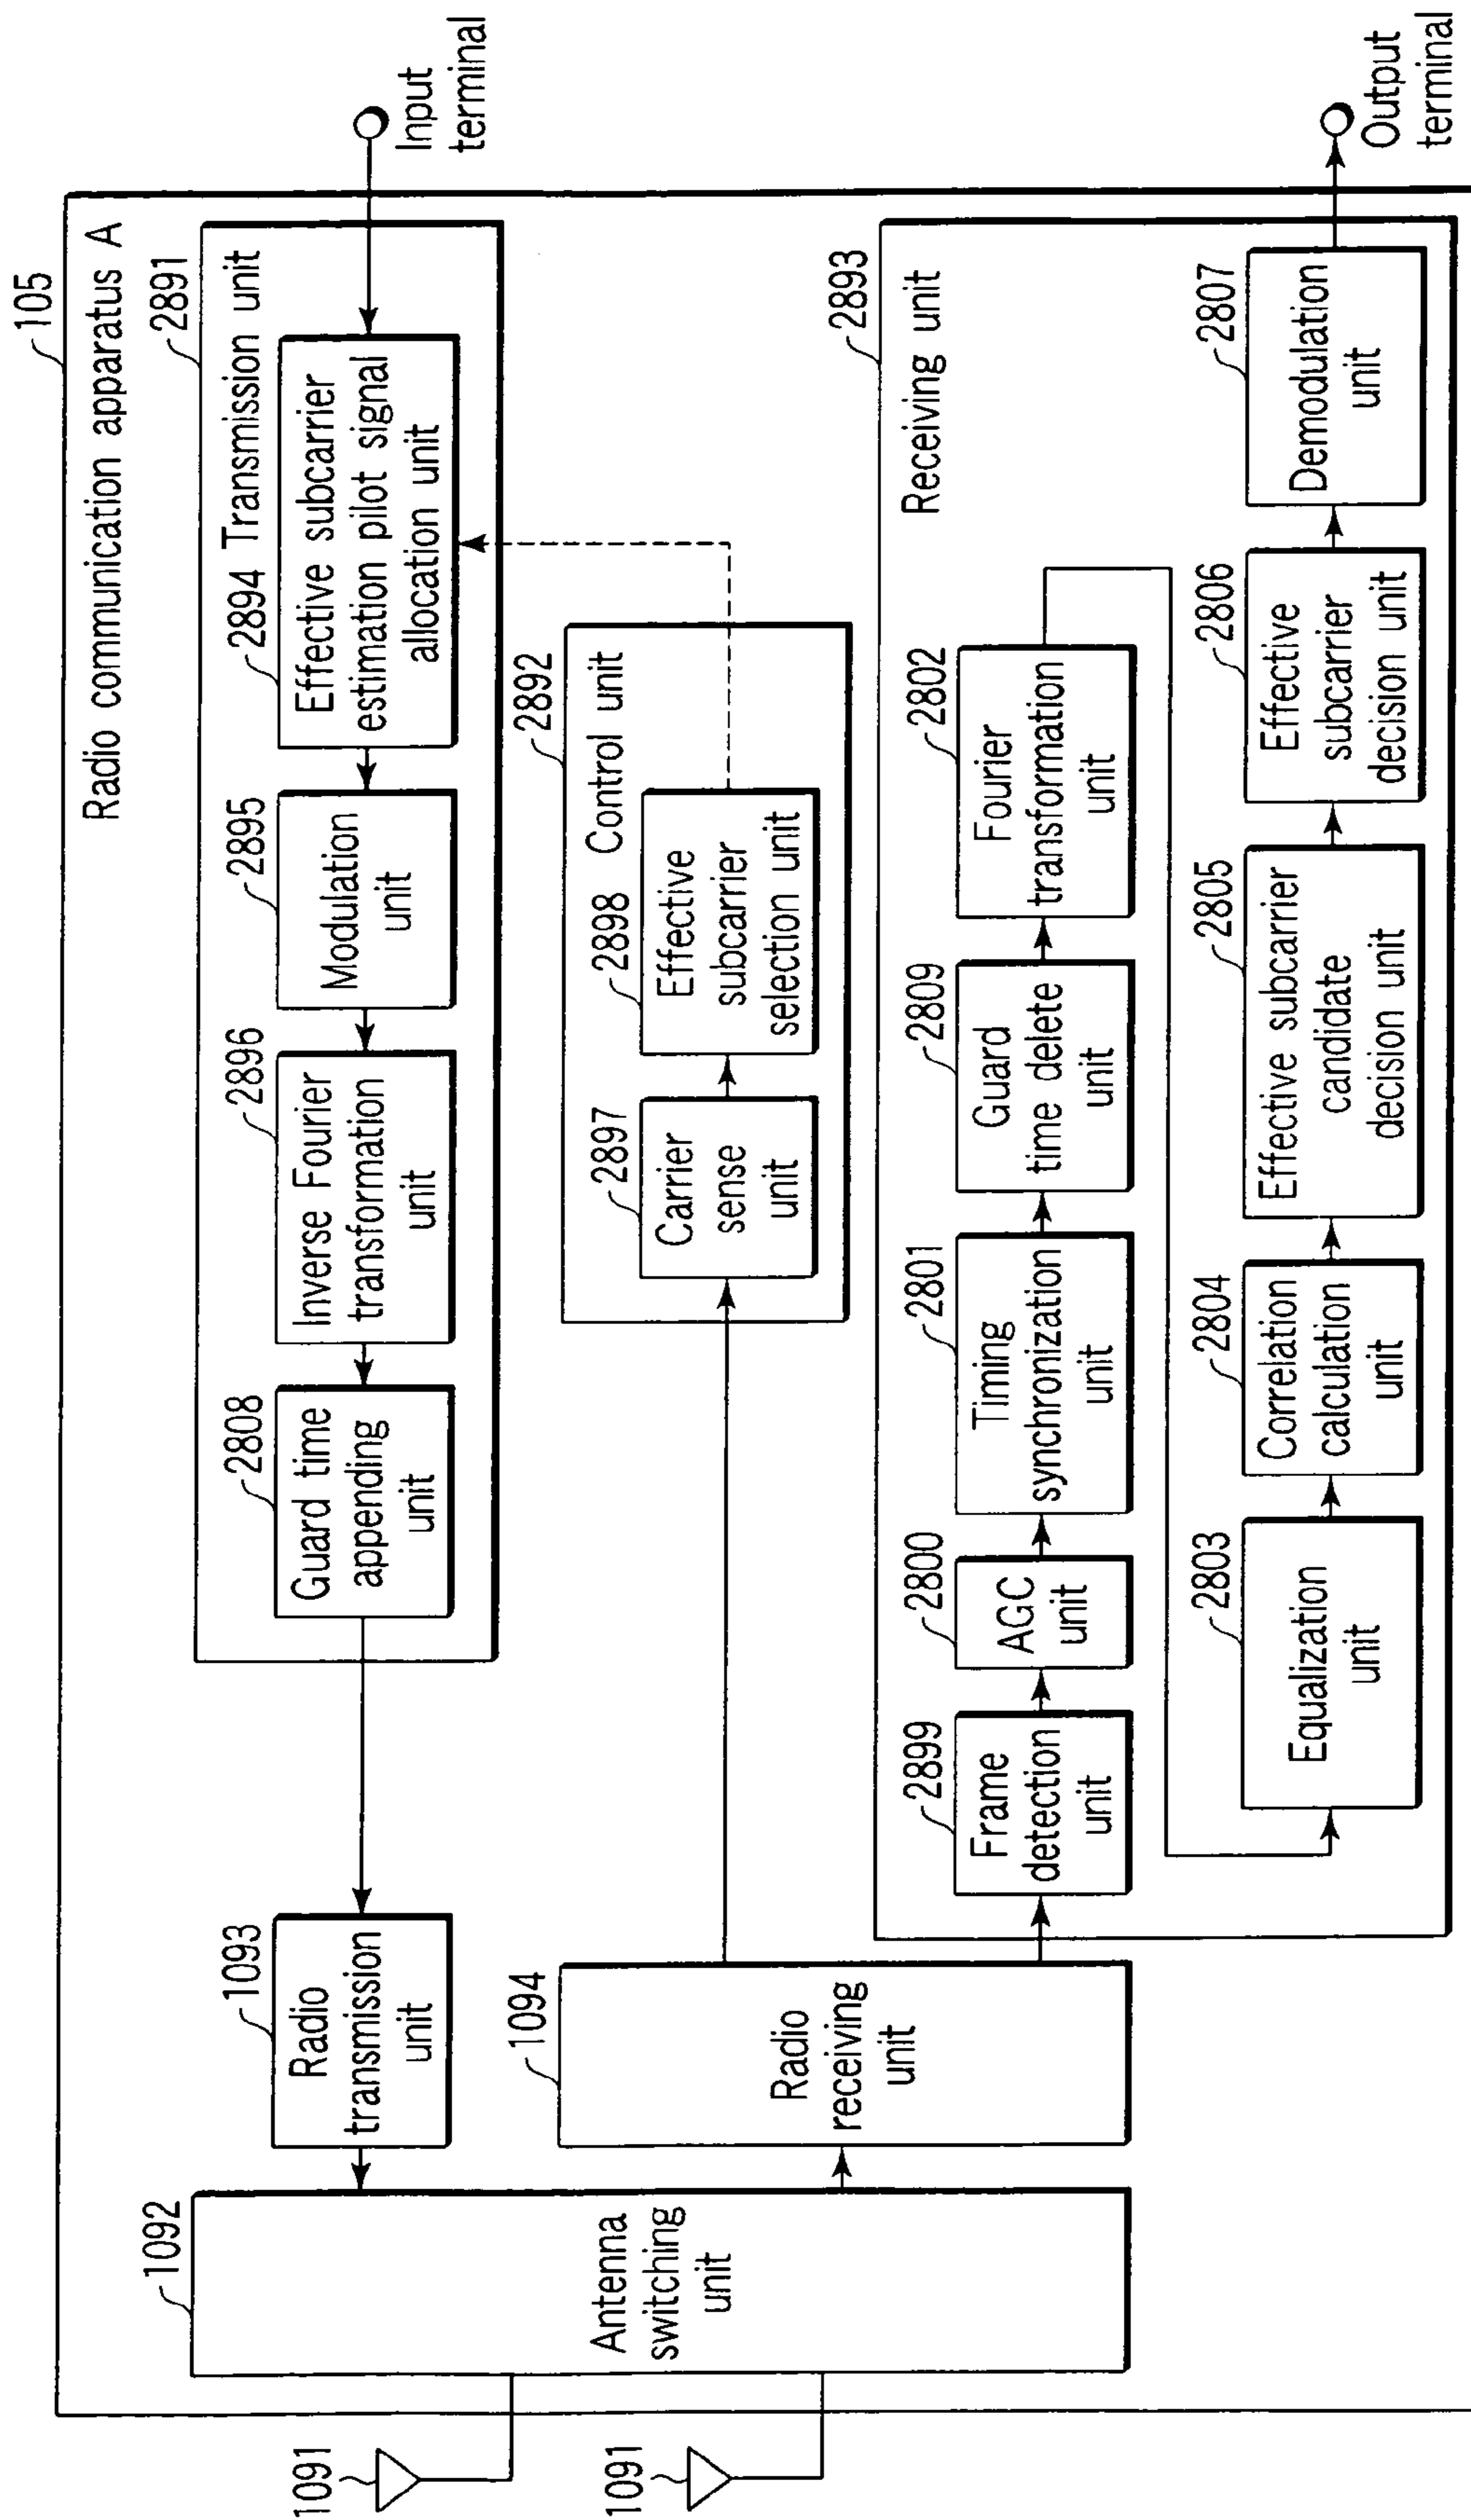 105
Radio communication apparatus A
2891
2894 Transmission unit
Effective subcarrier
estimation pilot signal
allocation unit
Input
terminal
2895
Modulation
unit
2896
Inverse Fourier
transformation
unit
2808
Guard time
appending
unit
1093
Radio
transmission
unit
1092
Antenna
switching
unit
1091
1091
1094
Radio
receiving
unit
2892
Control unit
2897
Carrier
sense
unit
2898
Effective
subcarrier
selection unit
2893
Receiving unit
2899
Frame
detection
unit
2800
AGC
unit
2801
Timing
synchronization
unit
2809
Guard
time delete
unit
2802
Fourier
transformation
unit
2803
Equalization
unit
2804
Correlation
calculation
unit
2805
Effective subcarrier
candidate
decision unit
2806
Effective
subcarrier
decision unit
2807
Demodulation
unit
Output
terminal